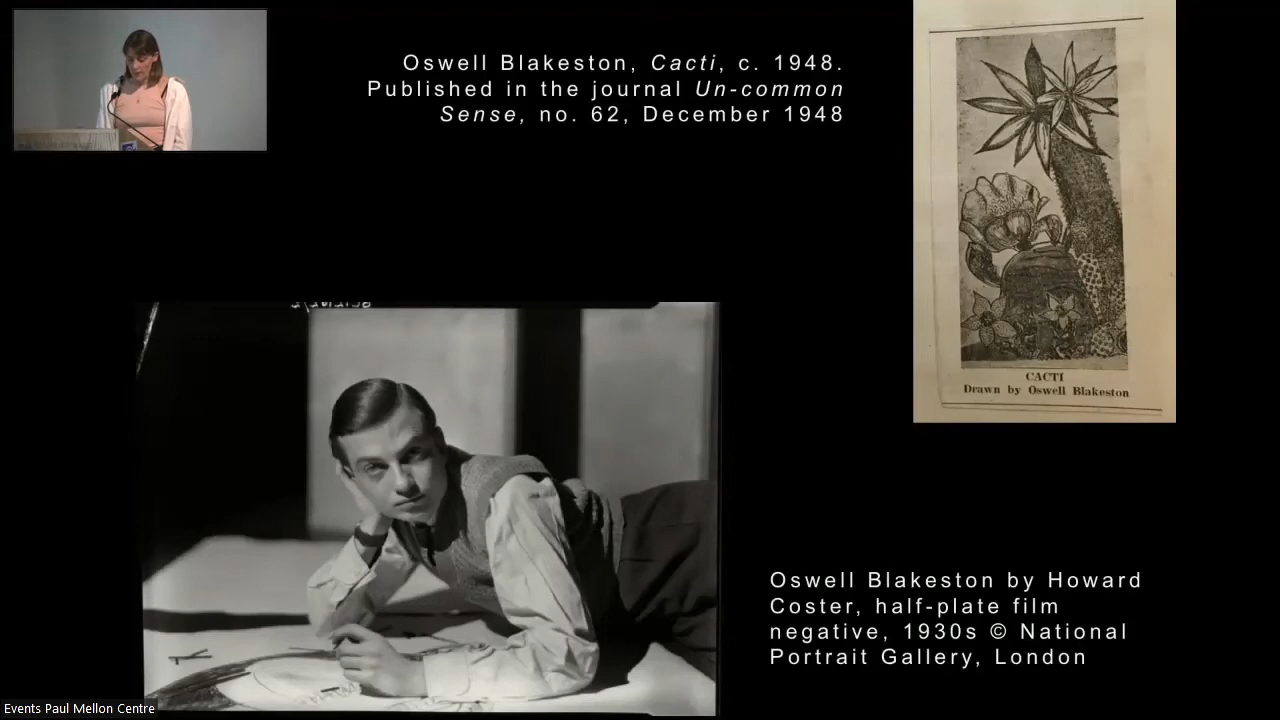 Oswell Blakeston, Cacti, c. 1948.
Published in the journal Un-common
Sense, no. 62, December 1948
CACTI
Drawn by Oswell Blakeston
Oswell Blakeston by Howard
Coster, half-plate film
negative, 1930s © National
Portrait Gallery, London
Events Paul Mellon Centre